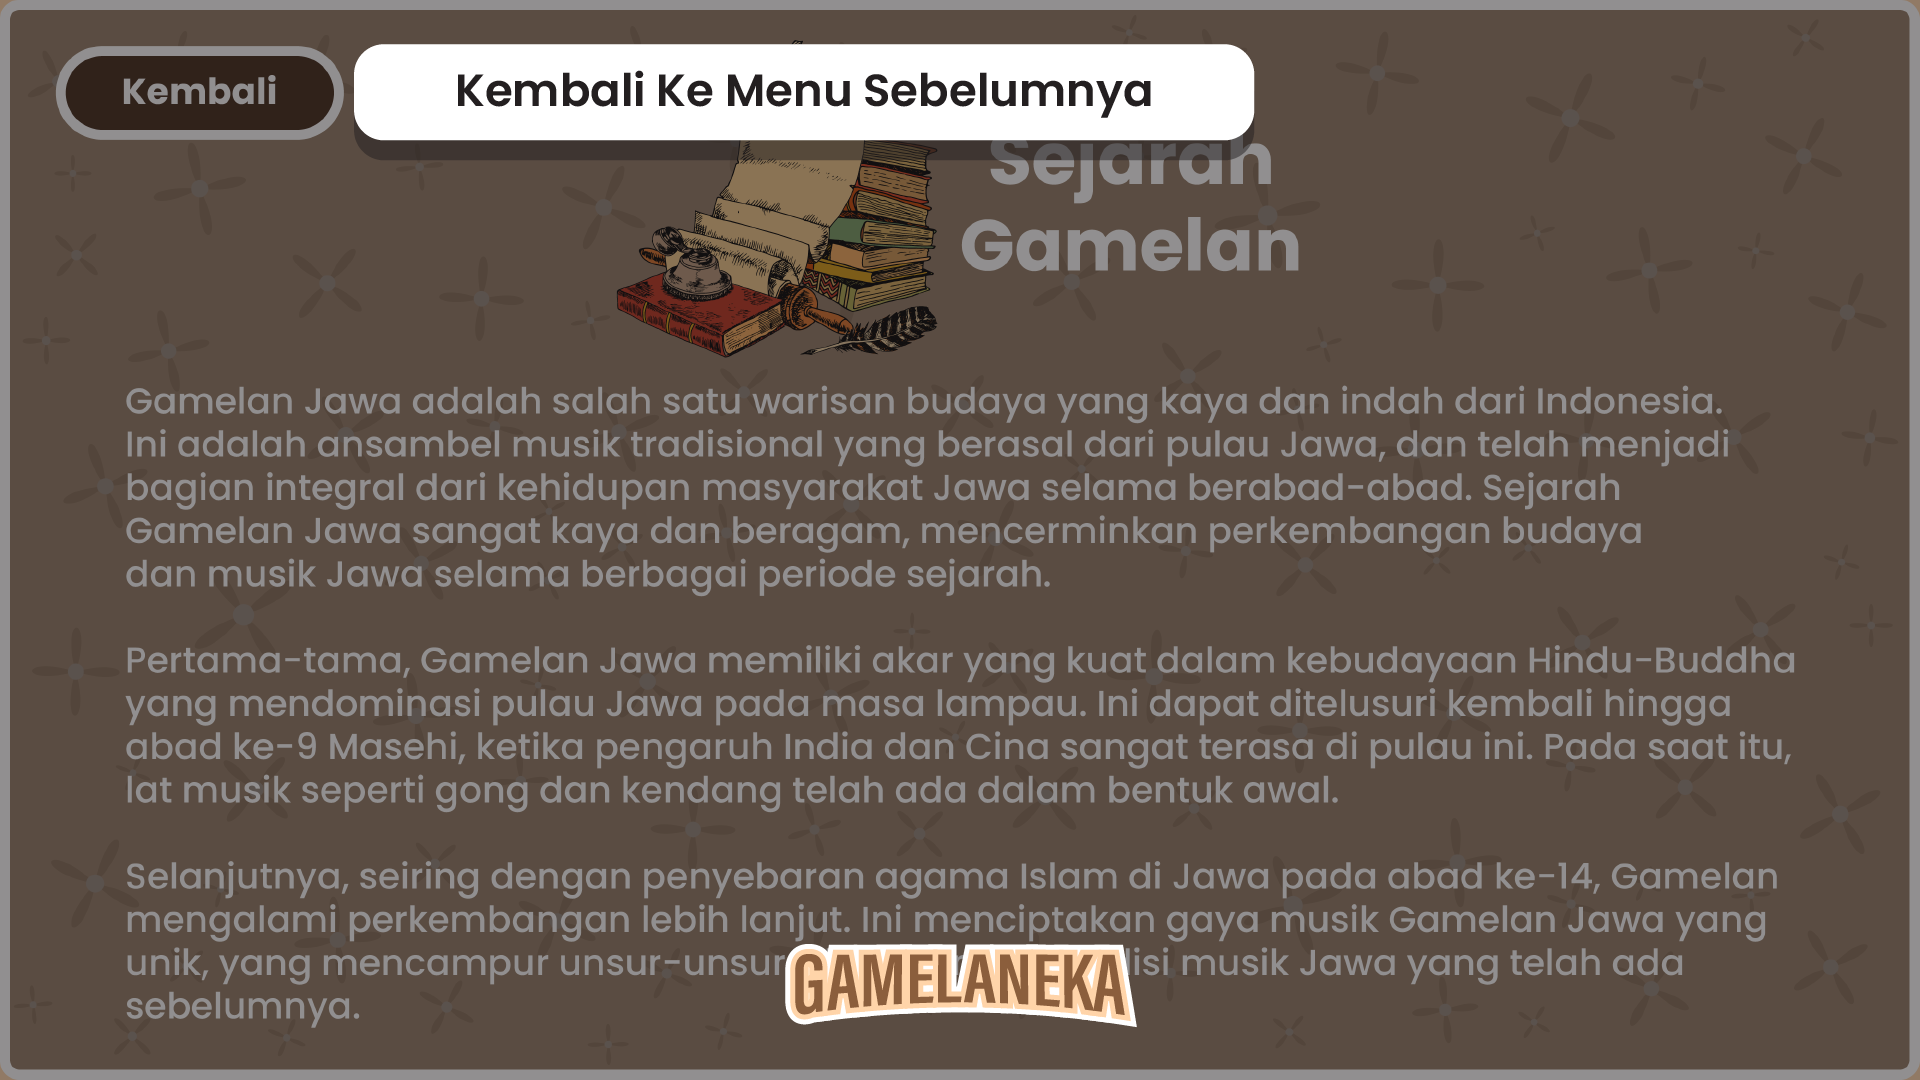 Kembali
Kembali Ke Menu Sebelumnya
Sejarah
Gamelan
Gamelan Jawa adalah salah satu warisan budaya yang kaya dan indah dari Indonesia.
Ini adalah ansambel musik tradisional yang berasal dari pulau Jawa, dan telah menjadi
bagian integral dari kehidupan masyarakat Jawa selama berabad-abad. Sejarah
Gamelan Jawa sangat kaya dan beragam, mencerminkan perkembangan budaya
dan musik Jawa selama berbagai periode sejarah.
Pertama-tama, Gamelan Jawa memiliki akar yang kuat dalam kebudayaan Hindu-Buddha
yang mendominasi pulau Jawa pada masa lampau. Ini dapat ditelusuri kembali hingga
abad ke-9 Masehi, ketika pengaruh India dan Cina sangat terasa di pulau ini. Pada saat itu,
lat musik seperti gong dan kendang telah ada dalam bentuk awal.
Selanjutnya, seiring dengan penyebaran agama Islam di Jawa pada abad ke-14, Gamelan
mengalami perkembangan lebih lanjut. Ini menciptakan gaya musik Gamelan Jawa yang
unik, yang mencampur unsur-unsur disi musik Jawa yang telah ada
sebelumnya.
GAMELANEKA